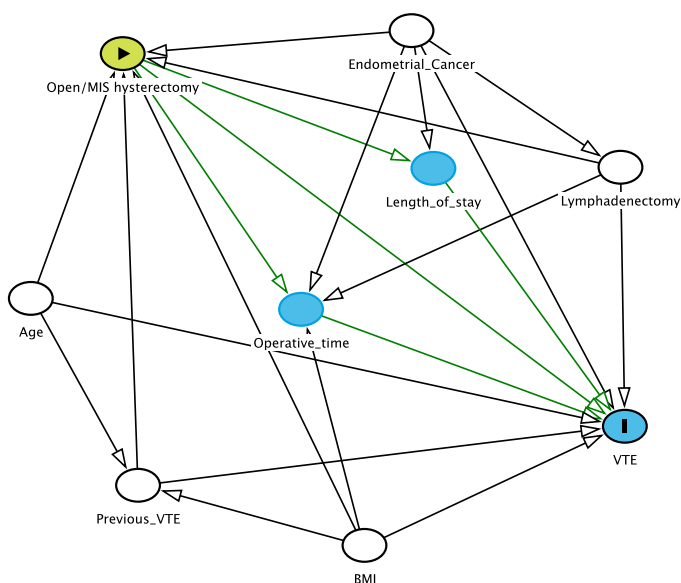 Endometrial_Cancer
Open/MIS hysterectomy
Length_of_stay
Lymphadenectomy
Age
Operative_time
VTE
Previous_VTE
BMI